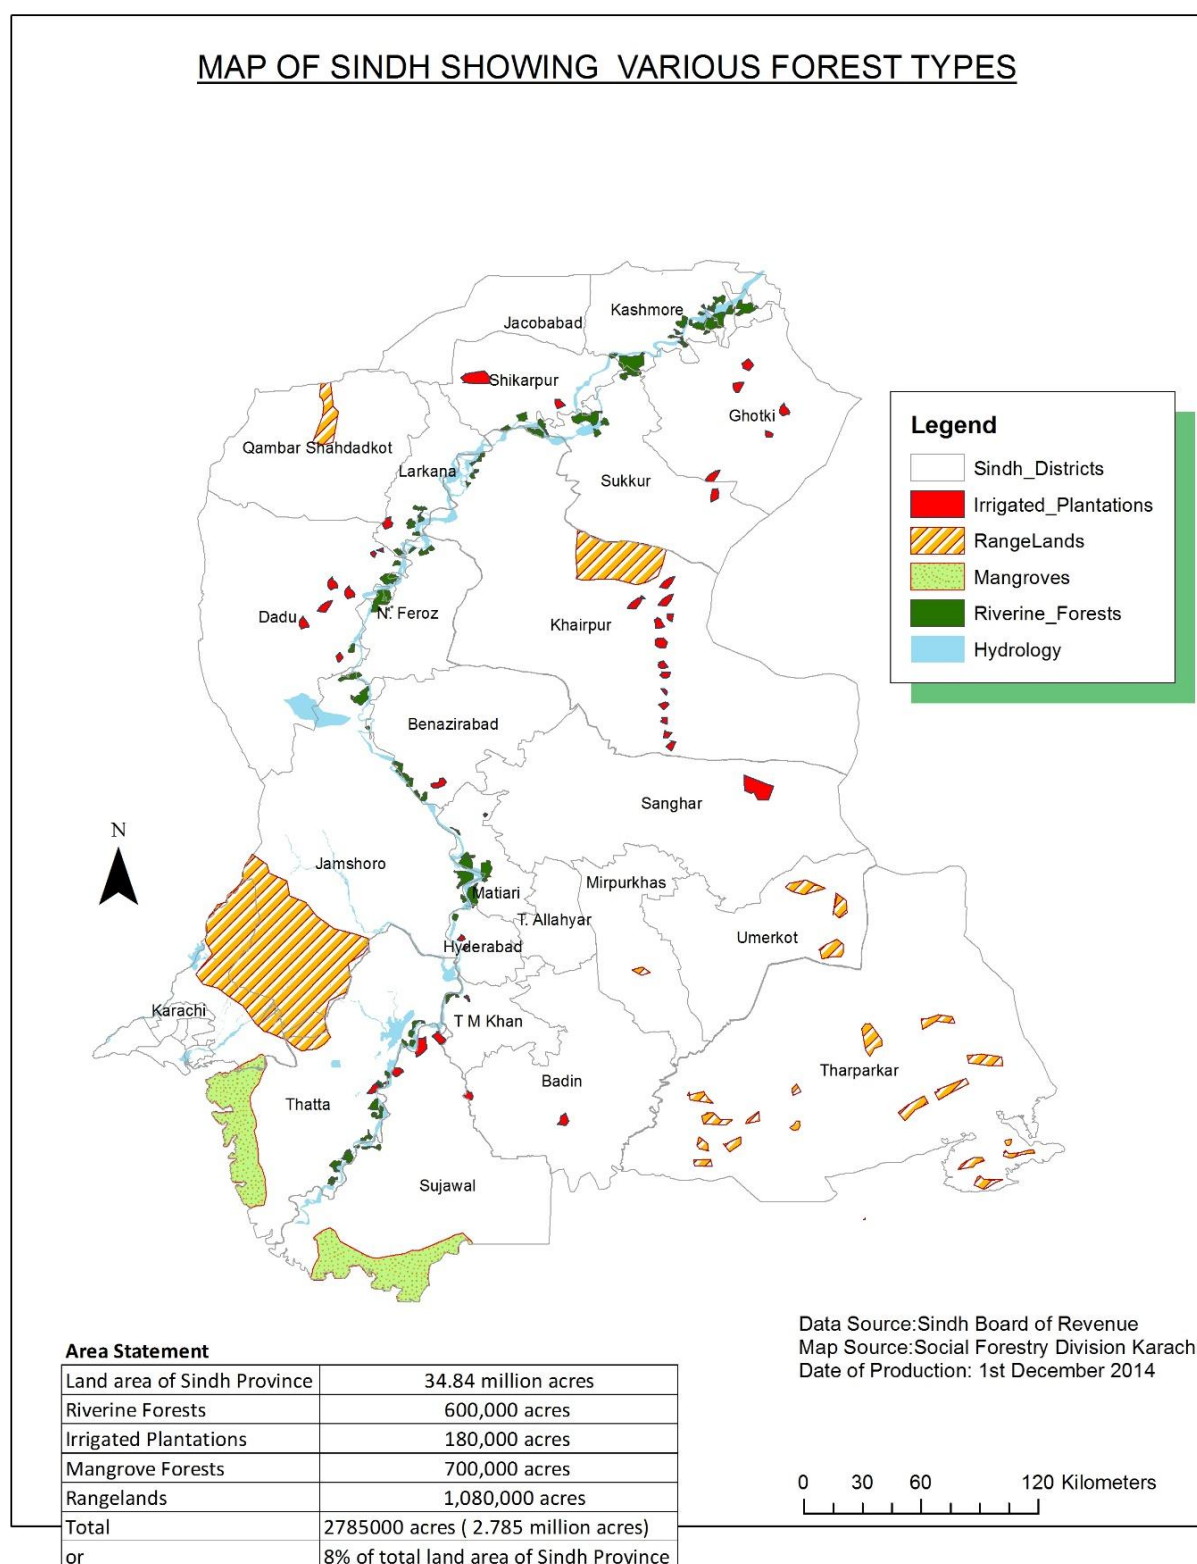 MAP OF SINDH SHOWING VARIOUS FOREST TYPES
Kashmore
Jacobabad
Shikarpur
Ghotki
Qambar Shahdadkot
Larkana
Sukkur
Dadu
N. Feroz
Khairpur
Benazirabad
Sanghar
N
Jamshoro
Matiari
Mirpurkhas
T. Allahyar
Umerkot
Hyderabad
Karachi
T M Khan
Badin
Tharparkar
Thatta
Sujawal
Legend
Sindh_Districts
Irrigated_Plantations
RangeLands
Mangroves
Riverine_Forests
Hydrology
Data Source:Sindh Board of Revenue
Map Source:Social Forestry Division Karach
Date of Production: 1st December 2014
0 30 60 120 Kilometers
Area Statement
Land area of Sindh Province 34.84 million acres
Riverine Forests 600,000 acres
Irrigated Plantations 180,000 acres
Mangrove Forests 700,000 acres
Rangelands 1,080,000 acres
Total 2785000 acres ( 2.785 million acres)
or 8% of total land area of Sindh Province